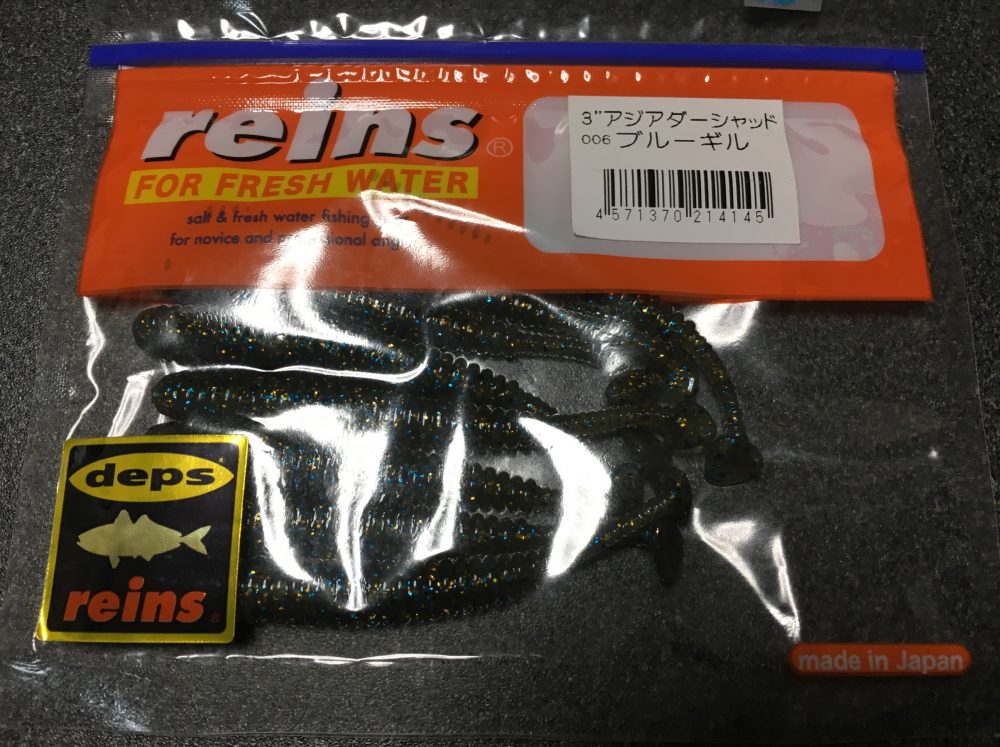 reins®
FOR FRESH WATER
salt & fresh water fishing
for novice and professional
3"アジアダーシャッド
006 ブルーギル
4 571370 214145
deps
reins®
made in Japan